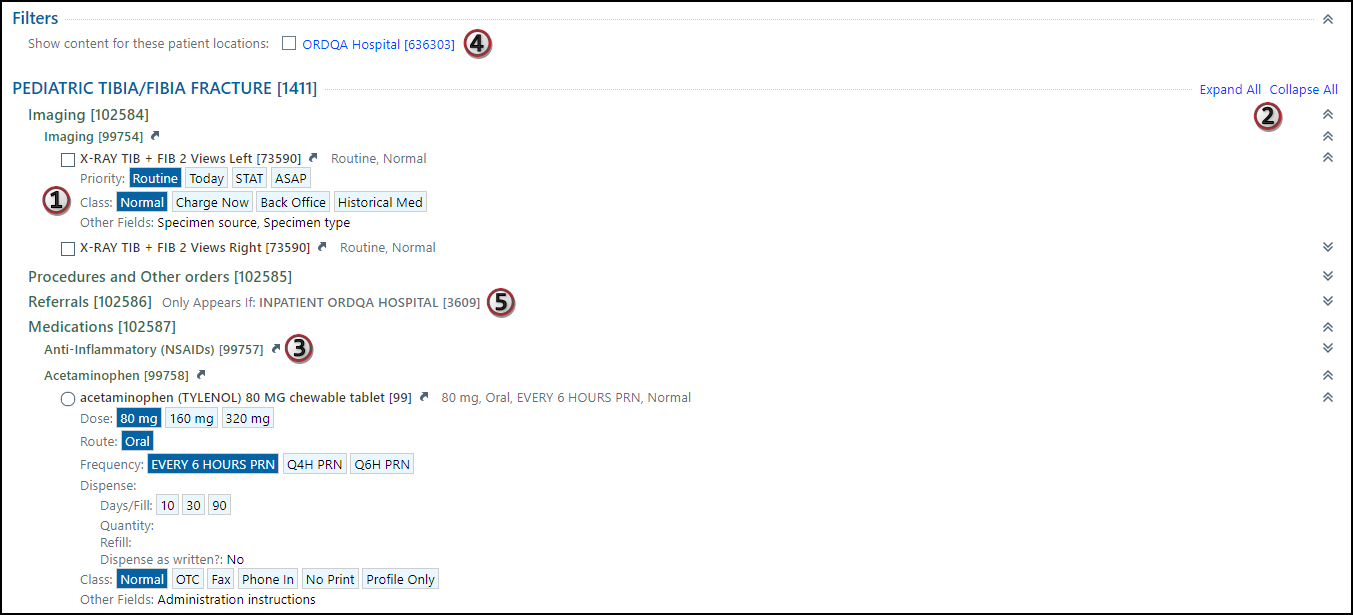 Filters
Show content for these patient locations: ORDQA Hospital [636303] 4
PEDIATRIC TIBIA/FIBIA FRACTURE [1411] Expand All Collapse All
Imaging [102584] 2
Imaging [99754]
X-RAY TIB + FIB 2 Views Left [73590] Routine, Normal
Priority: Routine Today STAT ASAP
1 Class: Normal Charge Now Back Office Historical Med
Other Fields: Specimen source, Specimen type
X-RAY TIB + FIB 2 Views Right [73590] Routine, Normal
Procedures and Other orders [102585]
Referrals [102586] Only Appears If: INPATIENT ORDQA HOSPITAL [3609] 5
Medications [102587]
Anti-Inflammatory (NSAIDs) [99757] 3
Acetaminophen [99758]
acetaminophen (TYLENOL) 80 MG chewable tablet [99] 80 mg, Oral, EVERY 6 HOURS PRN, Normal
Dose: 80 mg 160 mg 320 mg
Route: Oral
Frequency: EVERY 6 HOURS PRN Q4H PRN Q6H PRN
Dispense:
Days/Fill: 10 30 90
Quantity:
Refill:
Dispense as written?: No
Class: Normal OTC Fax Phone In No Print Profile Only
Other Fields: Administration instructions